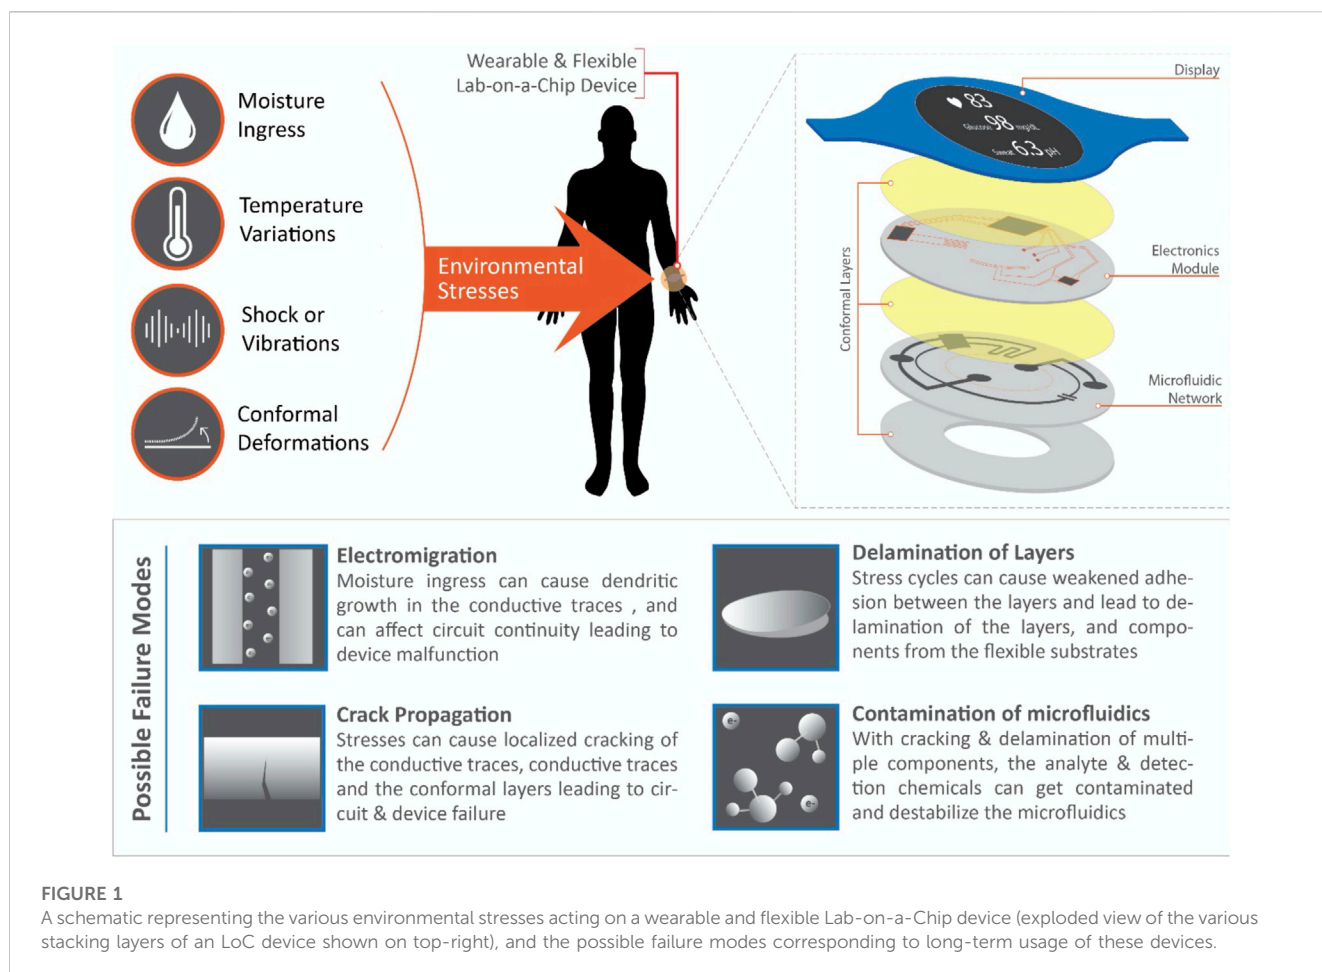 Moisture
Ingress
Temperature
Variations
Shock or
Vibrations
Conformal
Deformations
Environmental
Stresses
Wearable & Flexible
Lab-on-a-Chip Device
83
Glucose 98 mg/dL
Sweat 6.3 pH
Display
Conformal Layers
Electronics
Module
Microfluidic
Network
Possible Failure Modes
Electromigration
Moisture ingress can cause dendritic
growth in the conductive traces , and
can affect circuit continuity leading to
device malfunction
Crack Propagation
Stresses can cause localized cracking of
the conductive traces, conductive traces
and the conformal layers leading to cir-
cuit & device failure
Delamination of Layers
Stress cycles can cause weakened adhe-
sion between the layers and lead to de-
lamination of the layers, and compo-
nents from the flexible substrates
e-
e-
Contamination of microfluidics
With cracking & delamination of multi-
ple components, the analyte & detec-
tion chemicals can get contaminated
and destabilize the microfluidics
FIGURE 1
A schematic representing the various environmental stresses acting on a wearable and flexible Lab-on-a-Chip device (exploded view of the various
stacking layers of an LoC device shown on top-right), and the possible failure modes corresponding to long-term usage of these devices.